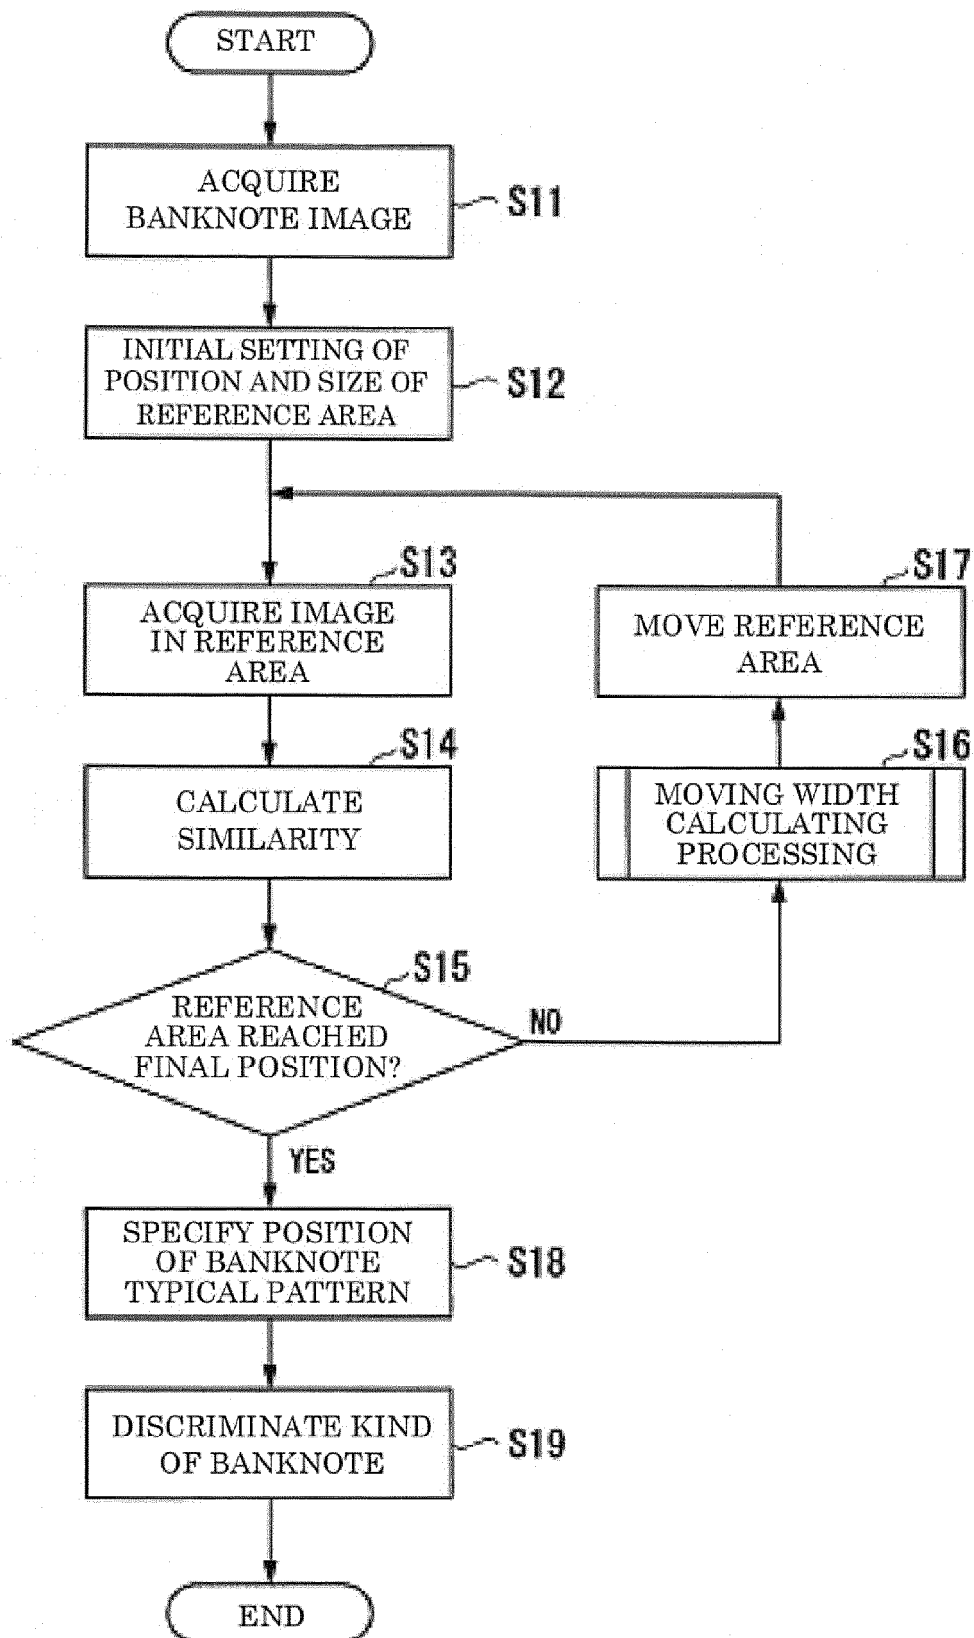 START
ACQUIRE
BANKNOTE IMAGE
S11
INITIAL SETTING OF
POSITION AND SIZE OF
REFERENCE AREA
S12
S13
ACQUIRE IMAGE
IN REFERENCE
AREA
S17
MOVE REFERENCE
AREA
S14
CALCULATE
SIMILARITY
S16
MOVING WIDTH
CALCULATING
PROCESSING
S15
REFERENCE
AREA REACHED
FINAL POSITION?
NO
YES
SPECIFY POSITION
OF BANKNOTE
TYPICAL PATTERN
S18
DISCRIMINATE KIND
OF BANKNOTE
S19
END